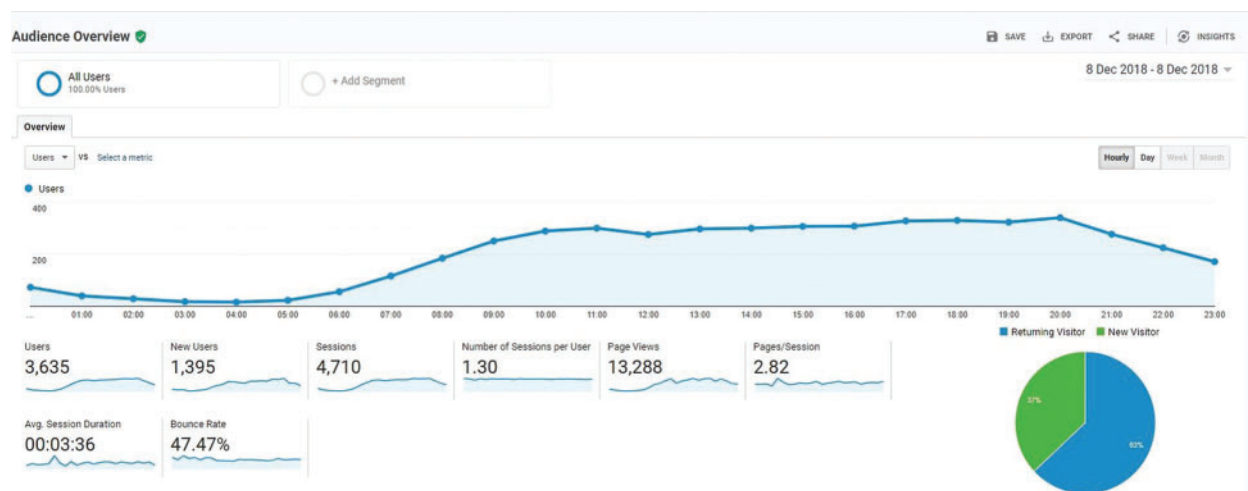 Audience Overview
SAVE EXPORT SHARE INSIGHTS
All Users
100.00% Users
+ Add Segment
8 Dec 2018 - 8 Dec 2018
Overview
Users VS Select a metric
Hourly Day Week Month
Users
400
200
... 01:00 02:00 03:00 04:00 05:00 06:00 07:00 08:00 09:00 10:00 11:00 12:00 13:00 14:00 15:00 16:00 17:00 18:00 19:00 20:00 21:00 22:00 23:00
Returning Visitor New Visitor
Users
3,635
New Users
1,395
Sessions
4,710
Number of Sessions per User
1.30
Page Views
13,288
Pages/Session
2.82
Avg. Session Duration
00:03:36
Bounce Rate
47.47%
37%
63%